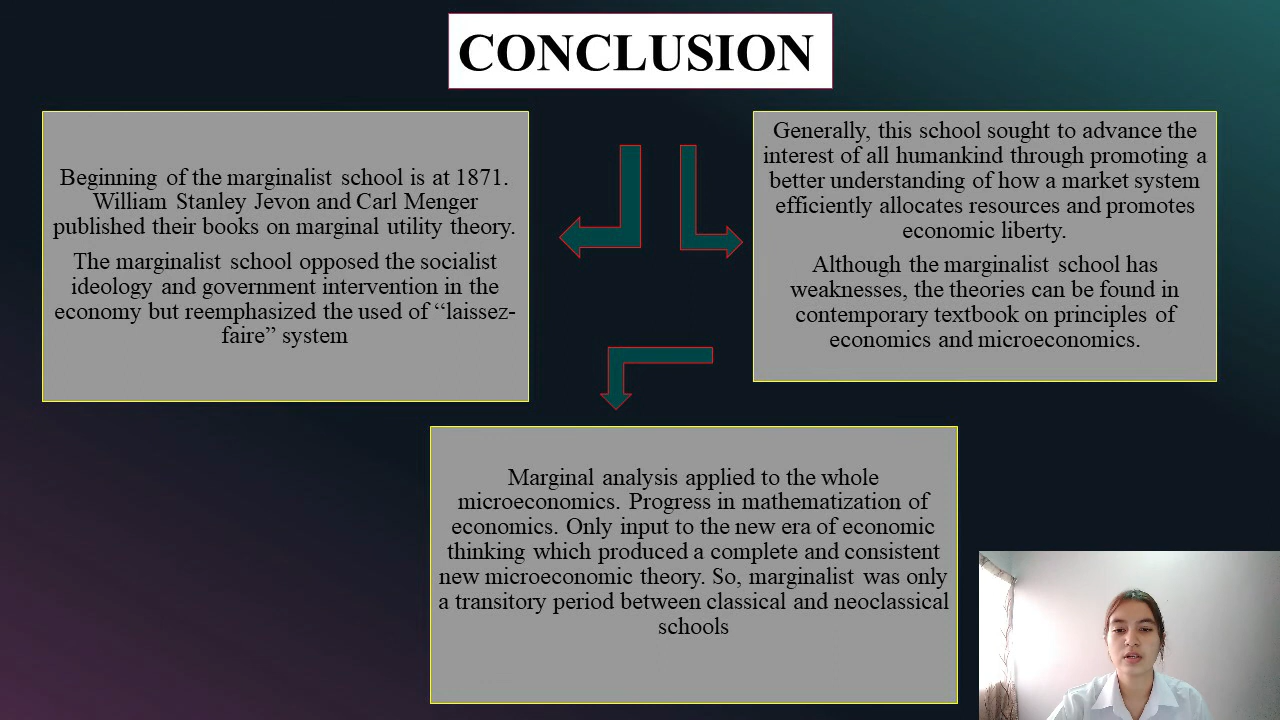 CONCLUSION
Beginning of the marginalist school is at 1871.
William Stanley Jevon and Carl Menger
published their books on marginal utility theory.
The marginalist school opposed the socialist
ideology and government intervention in the
economy but reemphasized the used of “laissez-
faire” system
Generally, this school sought to advance the
interest of all humankind through promoting a
better understanding of how a market system
efficiently allocates resources and promotes
economic liberty.
Although the marginalist school has
weaknesses, the theories can be found in
contemporary textbook on principles of
economics and microeconomics.
Marginal analysis applied to the whole
microeconomics. Progress in mathematization of
economics. Only input to the new era of economic
thinking which produced a complete and consistent
new microeconomic theory. So, marginalist was only
a transitory period between classical and neoclassical
schools